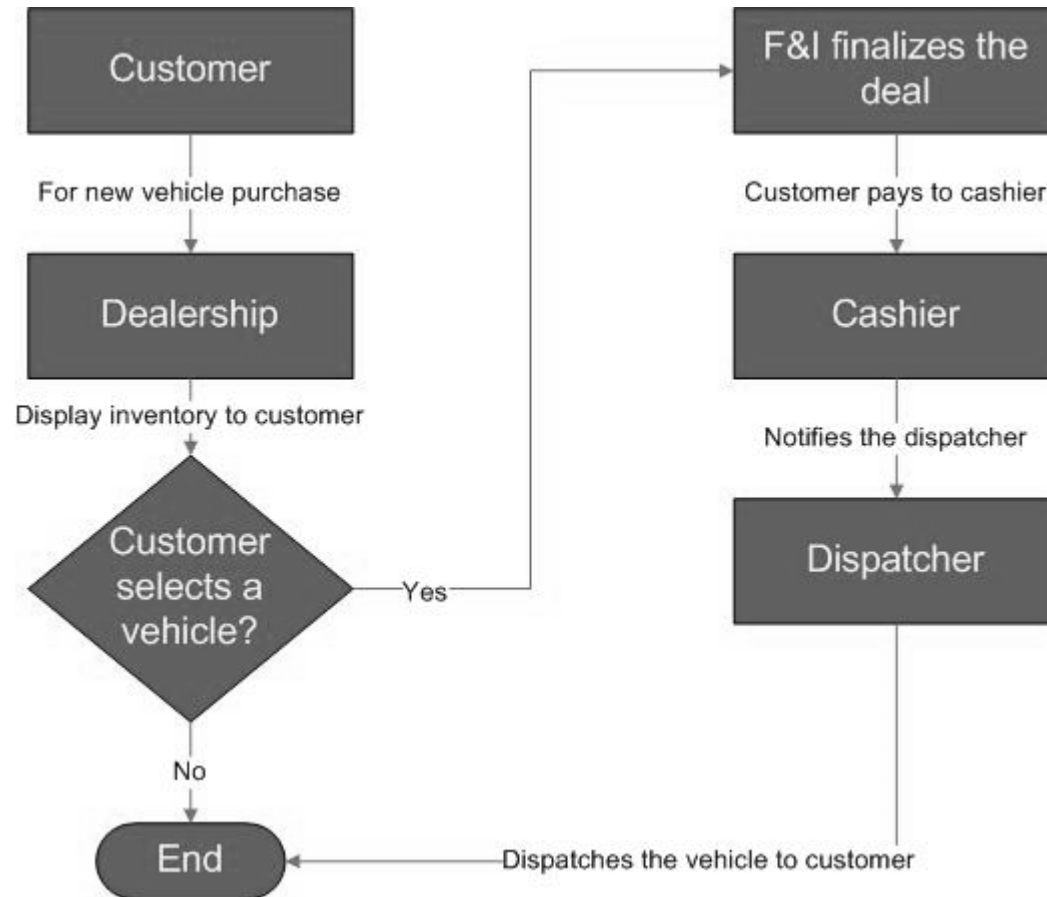 Customer
For new vehicle purchase
Dealership
Display inventory to customer
Customer
selects a
vehicle?
Yes
No
End
F&I finalizes the
deal
Customer pays to cashier
Cashier
Notifies the dispatcher
Dispatcher
Dispatches the vehicle to customer